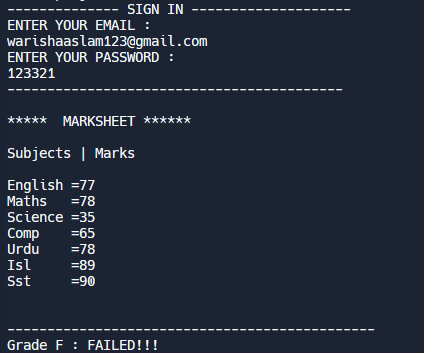 -------------- SIGN IN --------------------
ENTER YOUR EMAIL :
warishaaslam123@gmail.com
ENTER YOUR PASSWORD :
123321
------------------------------------------
*****  MARKSHEET ******
Subjects | Marks
English =77
Maths   =78
Science =35
Comp    =65
Urdu    =78
Isl     =89
Sst     =90
----------------------------------------------
Grade F : FAILED!!!